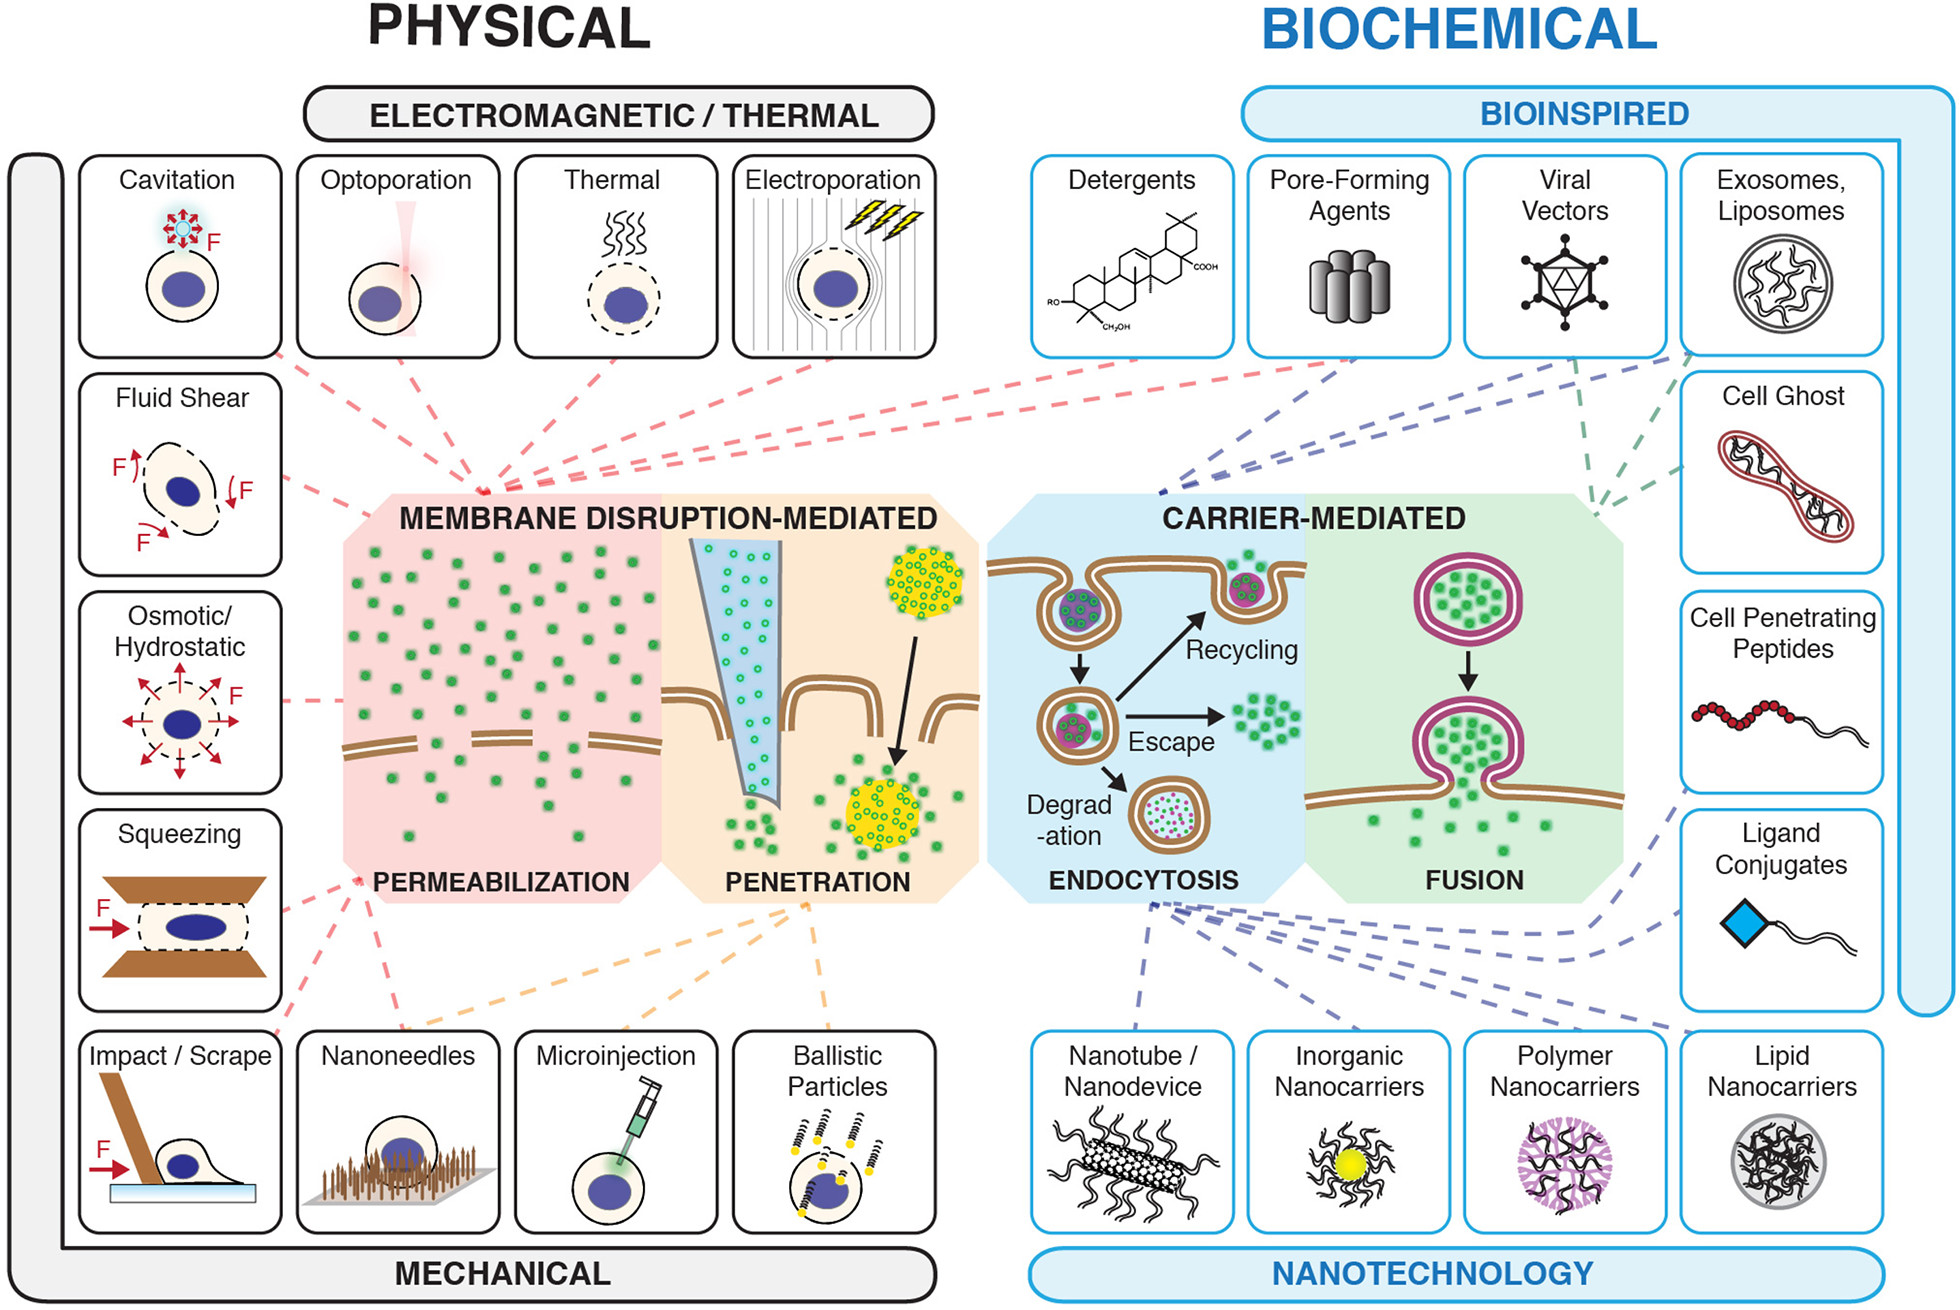 PHYSICAL
BIOCHEMICAL
ELECTROMAGNETIC / THERMAL
BIOINSPIRED
Cavitation
F
Optoporation
Thermal
Electroporation
Detergents
COOH
RO
CH₂OH
Pore-Forming
Agents
Viral
Vectors
Exosomes,
Liposomes
Fluid Shear
F
F
F
Cell Ghost
Osmotic/
Hydrostatic
F
Cell Penetrating
Peptides
Squeezing
F
Ligand
Conjugates
MEMBRANE DISRUPTION-MEDIATED
PERMEABILIZATION
PENETRATION
CARRIER-MEDIATED
Recycling
Escape
Degrad
-ation
ENDOCYTOSIS
FUSION
Impact / Scrape
F
Nanoneedles
Microinjection
Ballistic
Particles
Nanotube /
Nanodevice
Inorganic
Nanocarriers
Polymer
Nanocarriers
Lipid
Nanocarriers
MECHANICAL
NANOTECHNOLOGY